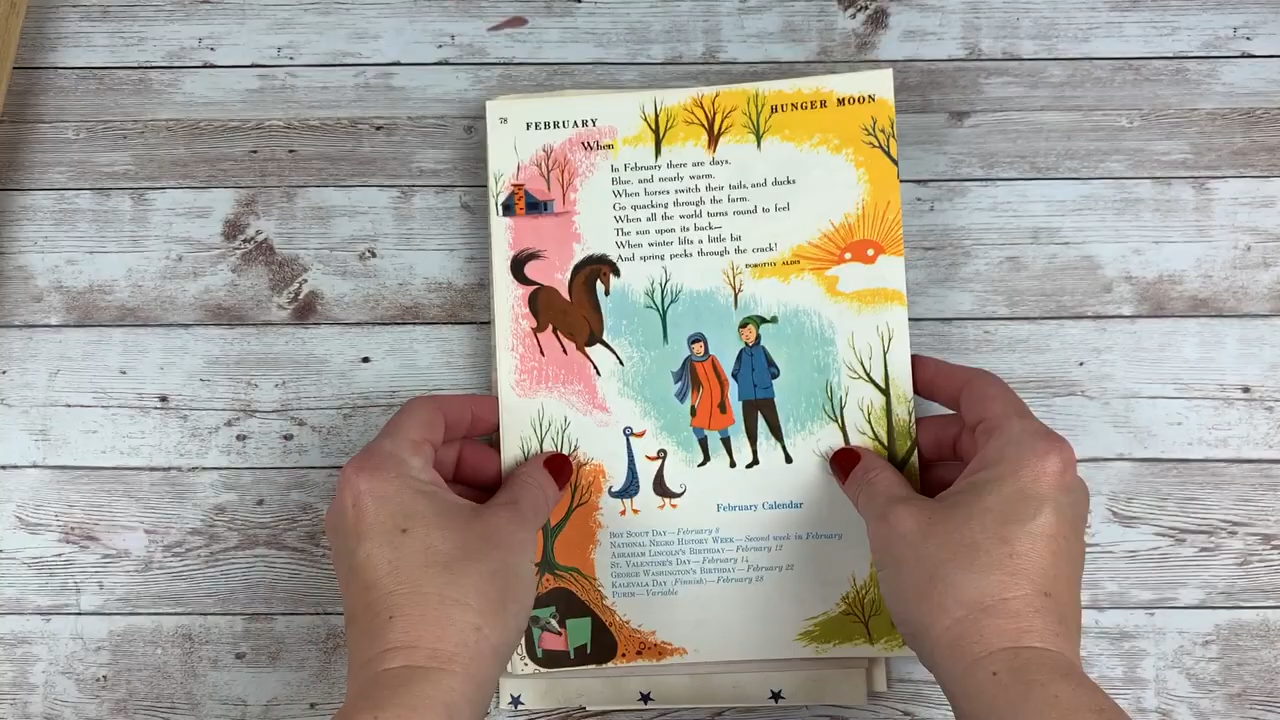 78
FEBRUARY
HUNGER MOON
When
In February there are days,
Blue, and nearly warm.
When horses switch their tails, and ducks
Go quacking through the farm.
When all the world turns round to feel
The sun upon its back—
When winter lifts a little bit
And spring peeks through the crack!
DOROTHY ALDIS
February Calendar
BOY SCOUT DAY—February 8
NATIONAL NEGRO HISTORY WEEK—Second week in February
ABRAHAM LINCOLN'S BIRTHDAY—February 12
ST. VALENTINE'S DAY—February 14
GEORGE WASHINGTON'S BIRTHDAY—February 22
KALEVALA DAY (Finnish)—February 28
PURIM—Variable